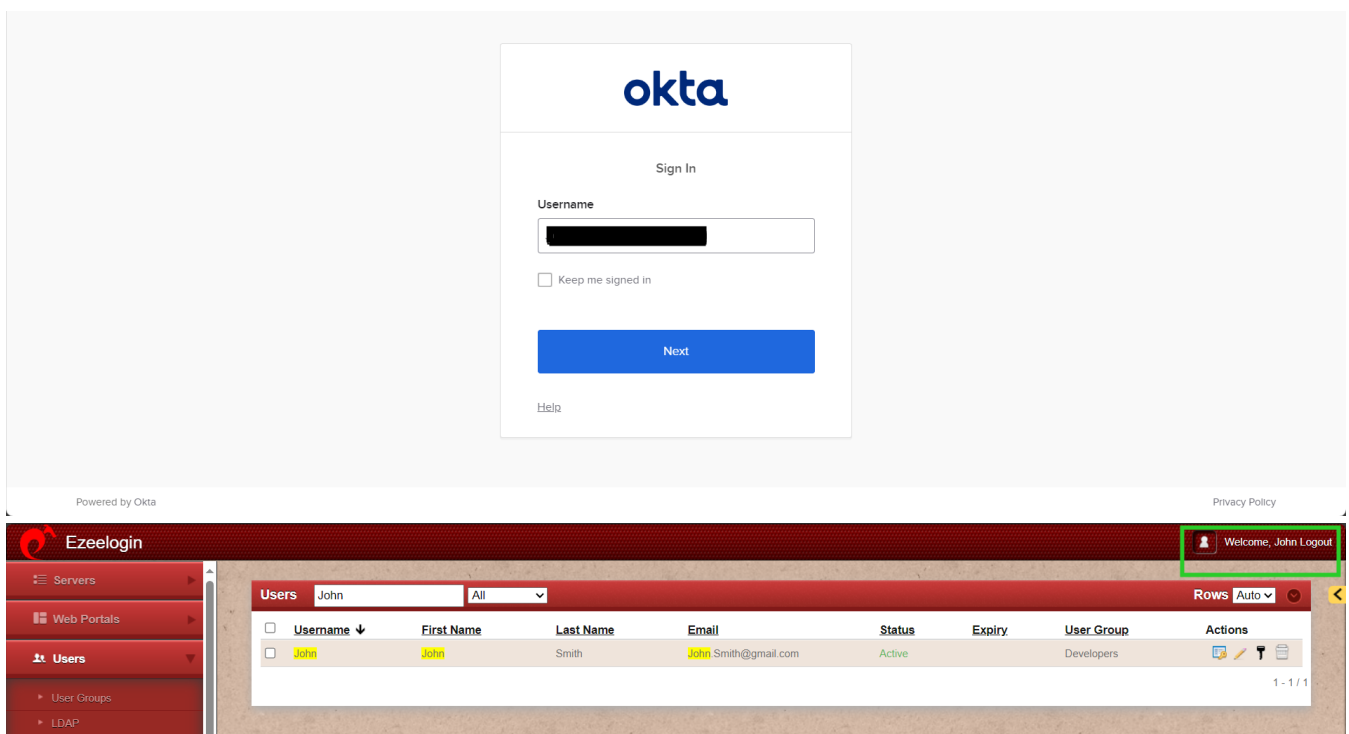 okta
Sign In
Username
Keep me signed in
Next
Help
Powered by Okta Privacy Policy
Ezeelogin Welcome, John Logout
Servers
Users John All Rows Auto
Web Portals
Username First Name Last Name Email Status Expiry User Group Actions
Users John John Smith John.Smith@gmail.com Active Developers
1 - 1 / 1
User Groups
LDAP